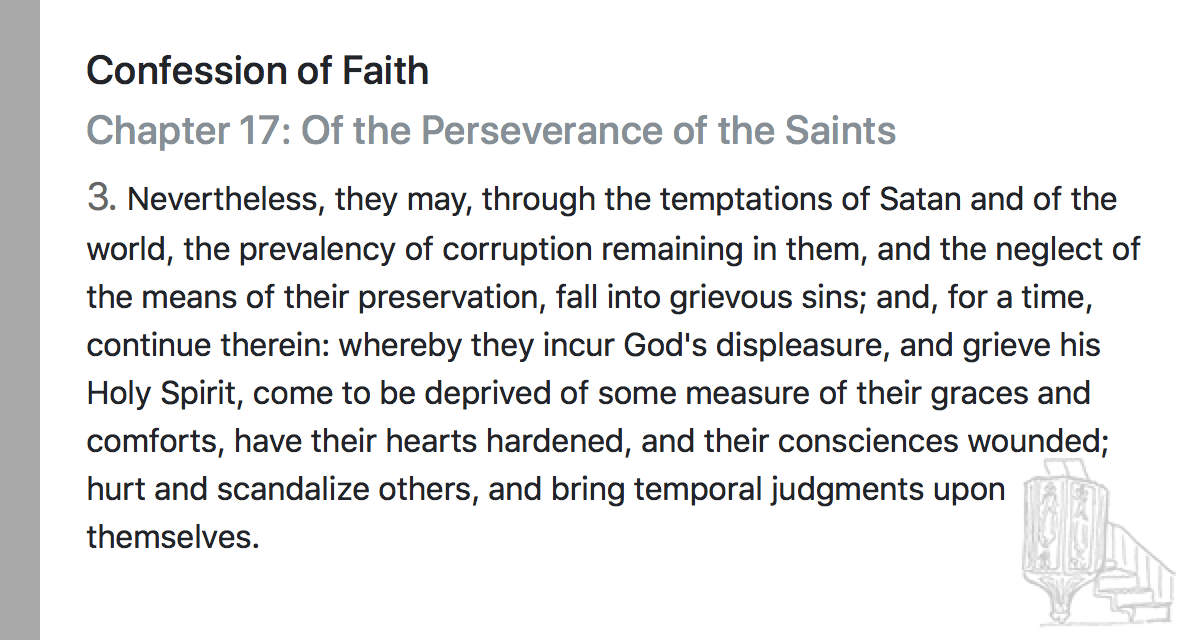 Confession of Faith
Chapter 17: Of the Perseverance of the Saints
3. Nevertheless, they may, through the temptations of Satan and of the
world, the prevalency of corruption remaining in them, and the neglect of
the means of their preservation, fall into grievous sins; and, for a time,
continue therein: whereby they incur God's displeasure, and grieve his
Holy Spirit, come to be deprived of some measure of their graces and
comforts, have their hearts hardened, and their consciences wounded;
hurt and scandalize others, and bring temporal judgments upon
themselves.